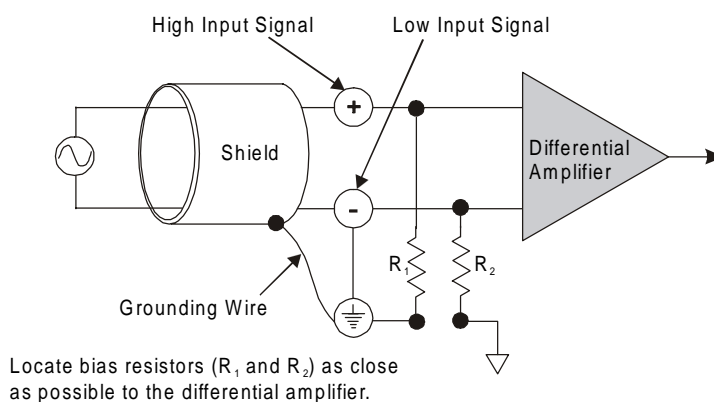 High Input Signal
Low Input Signal
+
Shield
Differential
Amplifier
-
R₁
R₂
Grounding Wire
Locate bias resistors (R₁ and R₂) as close
as possible to the differential amplifier.